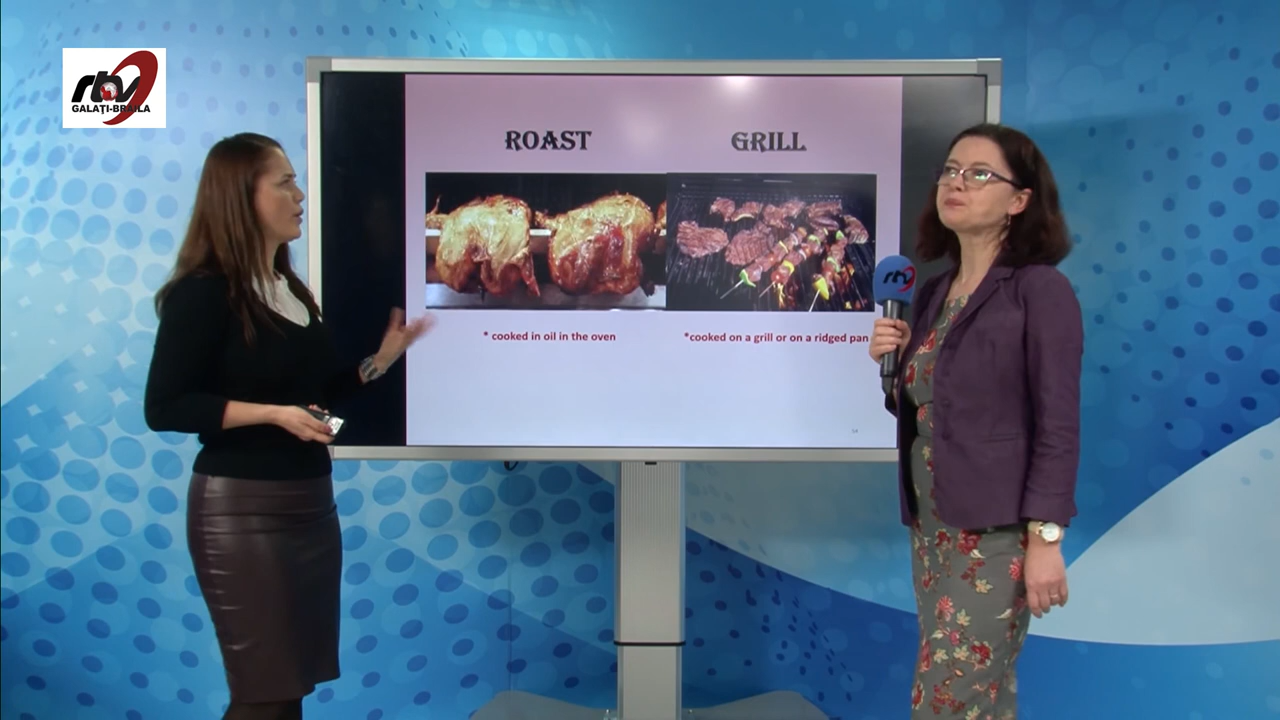 rtv
GALAȚI-BRĂILA
ROAST
GRILL
* cooked in oil in the oven
*cooked on a grill or on a ridged pan
rtv